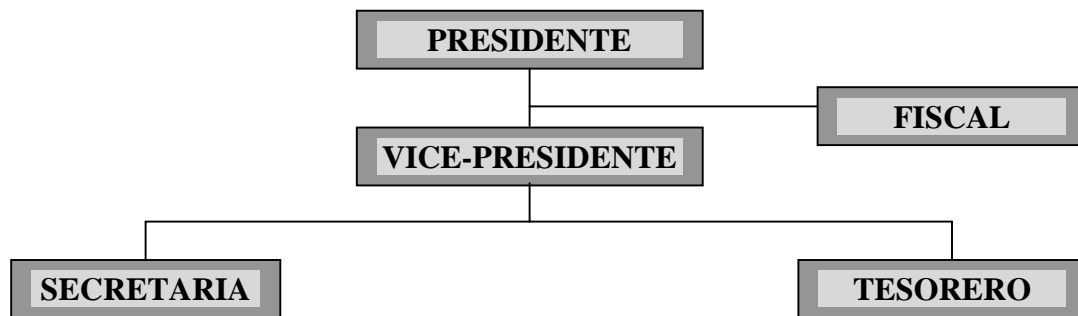 PRESIDENTE
FISCAL
VICE-PRESIDENTE
SECRETARIA
TESORERO